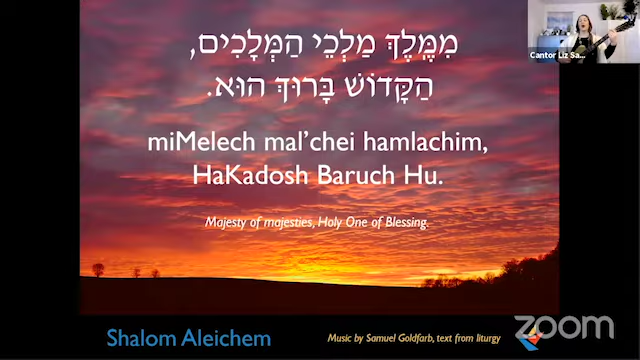 מִמֶּלֶךְ מַלְכֵי הַמְּלָכִים,
הַקָּדוֹשׁ בָּרוּךְ הוּא.
miMelech mal'chei hamlachim,
HaKadosh Baruch Hu.
Majesty of majesties, Holy One of Blessing.
Shalom Aleichem
Music by Samuel Goldfarb, text from liturgy
Cantor Liz Sa...
zoom